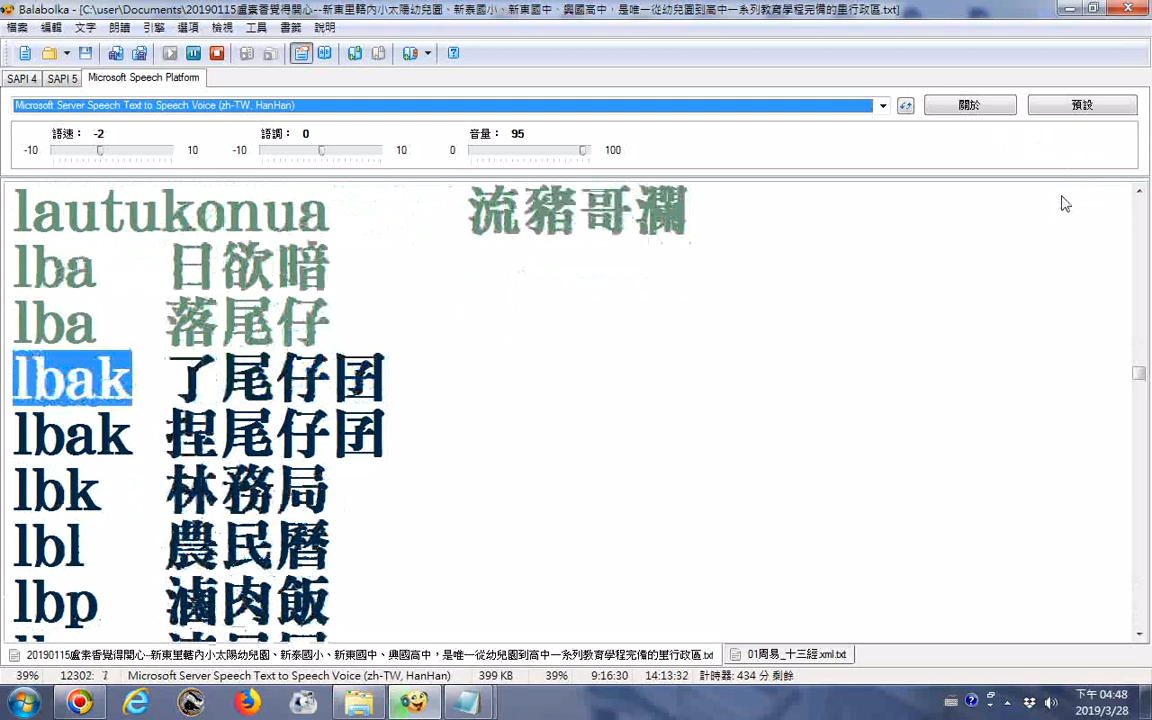 Balabolka - [C:\user\Documents\20190115盧素香覺得開心--新東里轄內小太陽幼兒園、新泰國小、新東國中、興國高中，是唯一從幼兒園到高中一系列教育學程完備的里行政區.txt]
檔案 編輯 文字 朗讀 引擎 選項 檢視 工具 書籤 說明
SAPI 4 SAPI 5 Microsoft Speech Platform
Microsoft Server Speech Text to Speech Voice (zh-TW, HanHan) 關於 預設
語速： -2 語調： 0 音量： 95
-10 10 -10 10 0 100
lautukonua 流豬哥瀾
lba 日欲暗
lba 落尾仔
lbak 了尾仔囝
lbak 捏尾仔囝
lbk 林務局
lbl 農民曆
lbp 滷肉飯
20190115盧素香覺得開心--新東里轄內小太陽幼兒園、新泰國小、新東國中、興國高中，是唯一從幼兒園到高中一系列教育學程完備的里行政區.txt 01周易_十三經.xml.txt
39% 12302: 7 Microsoft Server Speech Text to Speech Voice (zh-TW, HanHan) 399 KB 39% 9:16:30 14:13:32 計時器: 434 分 剩餘
下午 04:48
2019/3/28